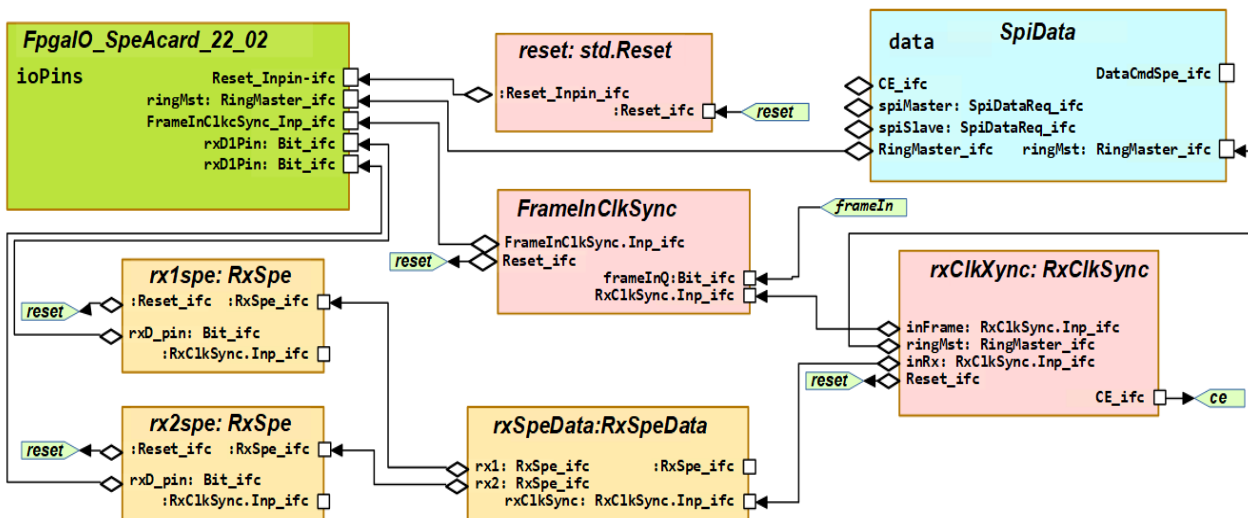 FpgaIO_SpeAcard_22_02
ioPins
Reset_Inpin-ifc
ringMst: RingMaster_ifc
FrameInClkcSync_Inp_ifc
rxD1Pin: Bit_ifc
rxD1Pin: Bit_ifc
reset: std.Reset
:Reset_Inpin_ifc
:Reset_ifc
reset
data
SpiData
DataCmdSpe_ifc
CE_ifc
spiMaster: SpiDataReq_ifc
spiSlave: SpiDataReq_ifc
RingMaster_ifc
ringMst: RingMaster_ifc
FrameInClkSync
FrameInClkSync.Inp_ifc
Reset_ifc
reset
frameInQ:Bit_ifc
RxClkSync.Inp_ifc
frameIn
rxClkXync: RxClkSync
inFrame: RxClkSync.Inp_ifc
ringMst: RingMaster_ifc
inRx: RxClkSync.Inp_ifc
Reset_ifc
reset
CE_ifc
ce
rx1spe: RxSpe
:Reset_ifc :RxSpe_ifc
reset
rxD_pin: Bit_ifc
:RxClkSync.Inp_ifc
rx2spe: RxSpe
:Reset_ifc :RxSpe_ifc
reset
rxD_pin: Bit_ifc
:RxClkSync.Inp_ifc
rxSpeData:RxSpeData
rx1: RxSpe_ifc
:RxSpe_ifc
rx2: RxSpe_ifc
rxClkSync: RxClkSync.Inp_ifc